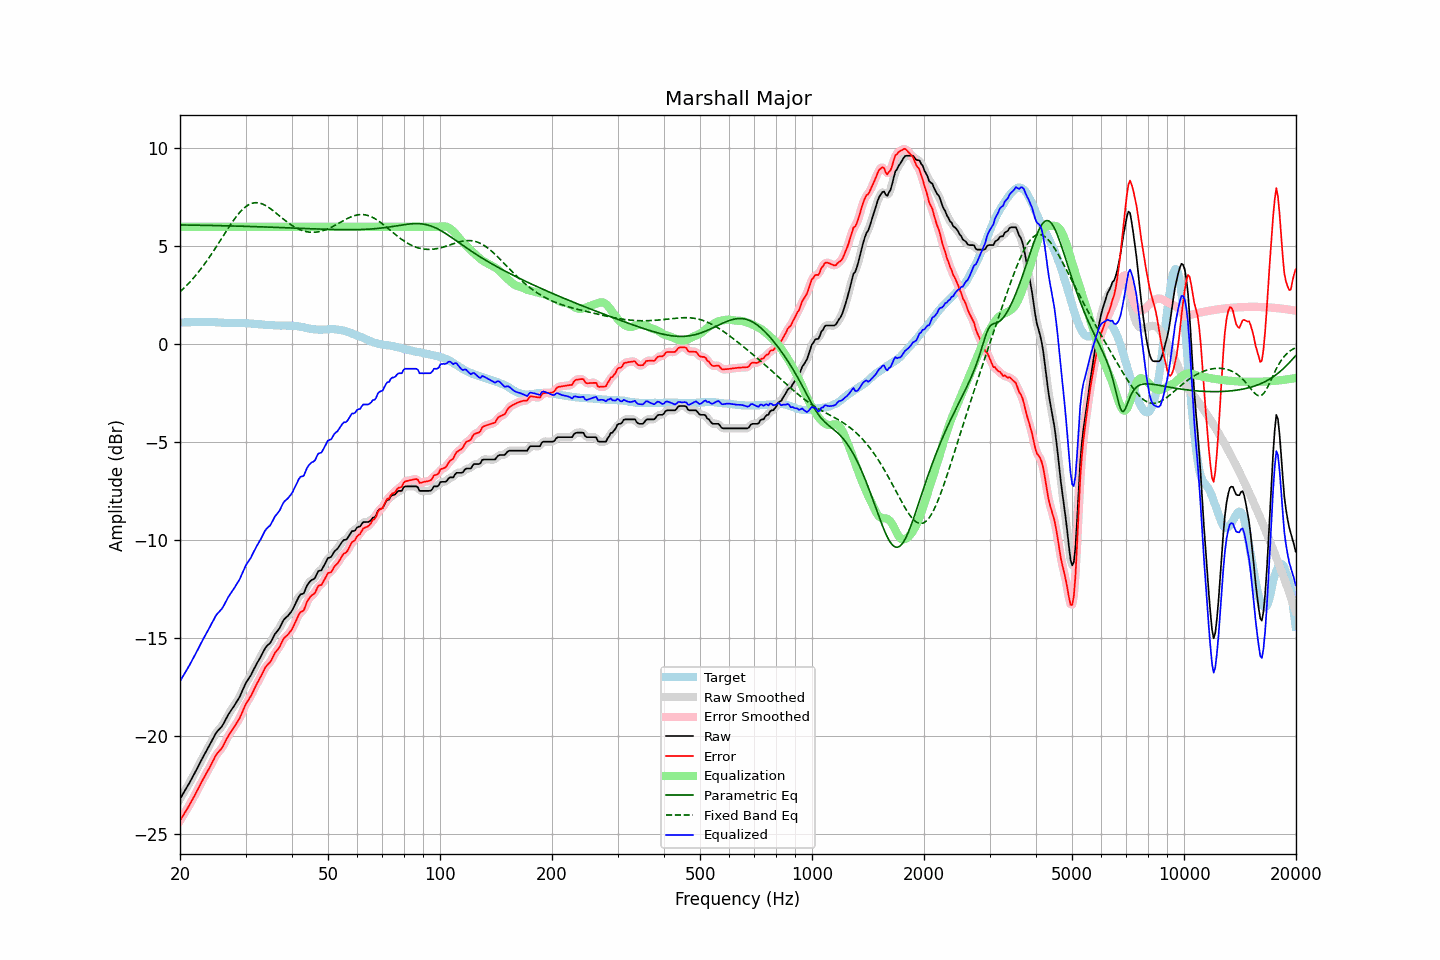 Marshall Major
Amplitude (dBr)
10
5
0
−5
−10
−15
−20
−25
Target
Raw Smoothed
Error Smoothed
Raw
Error
Equalization
Parametric Eq
Fixed Band Eq
Equalized
20 50 100 200 500 1000 2000 5000 10000 20000
Frequency (Hz)